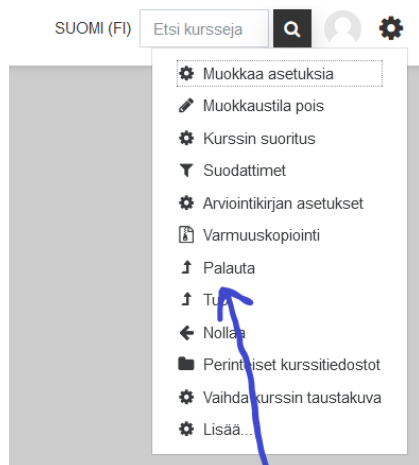 SUOMI (FI) Etsi kursseja
Muokkaa asetuksia
Muokkaustila pois
Kurssin suoritus
Suodattimet
Arviointikirjan asetukset
Varmuuskopiointi
Palauta
Nollaa
Perinteiset kurssitiedostot
Vaihda kurssin taustakuva
Lisää...